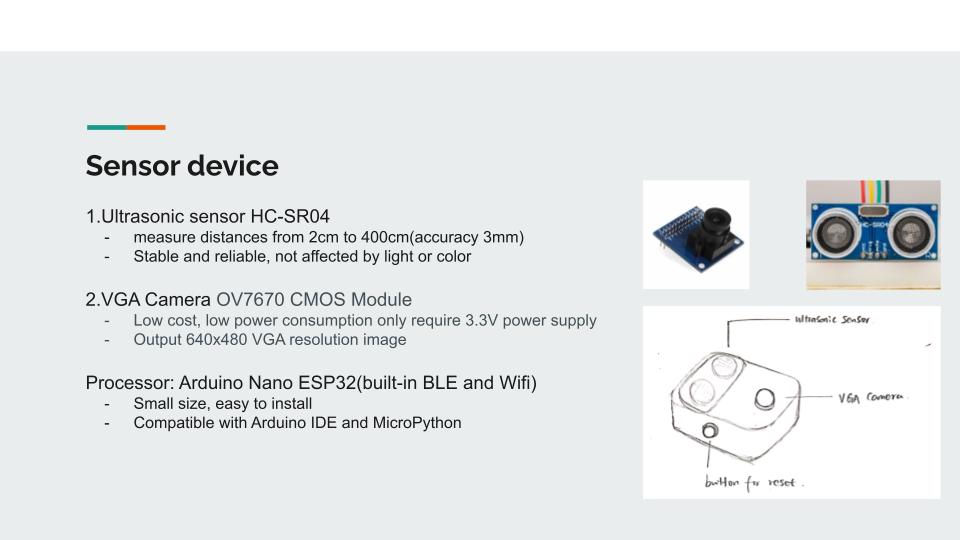 Sensor device
1.Ultrasonic sensor HC-SR04
- measure distances from 2cm to 400cm(accuracy 3mm)
- Stable and reliable, not affected by light or color
2.VGA Camera OV7670 CMOS Module
- Low cost, low power consumption only require 3.3V power supply
- Output 640x480 VGA resolution image
Processor: Arduino Nano ESP32(built-in BLE and Wifi)
- Small size, easy to install
- Compatible with Arduino IDE and MicroPython
HC-SR04
ultrasonic sensor
VGA camera.
button for reset.